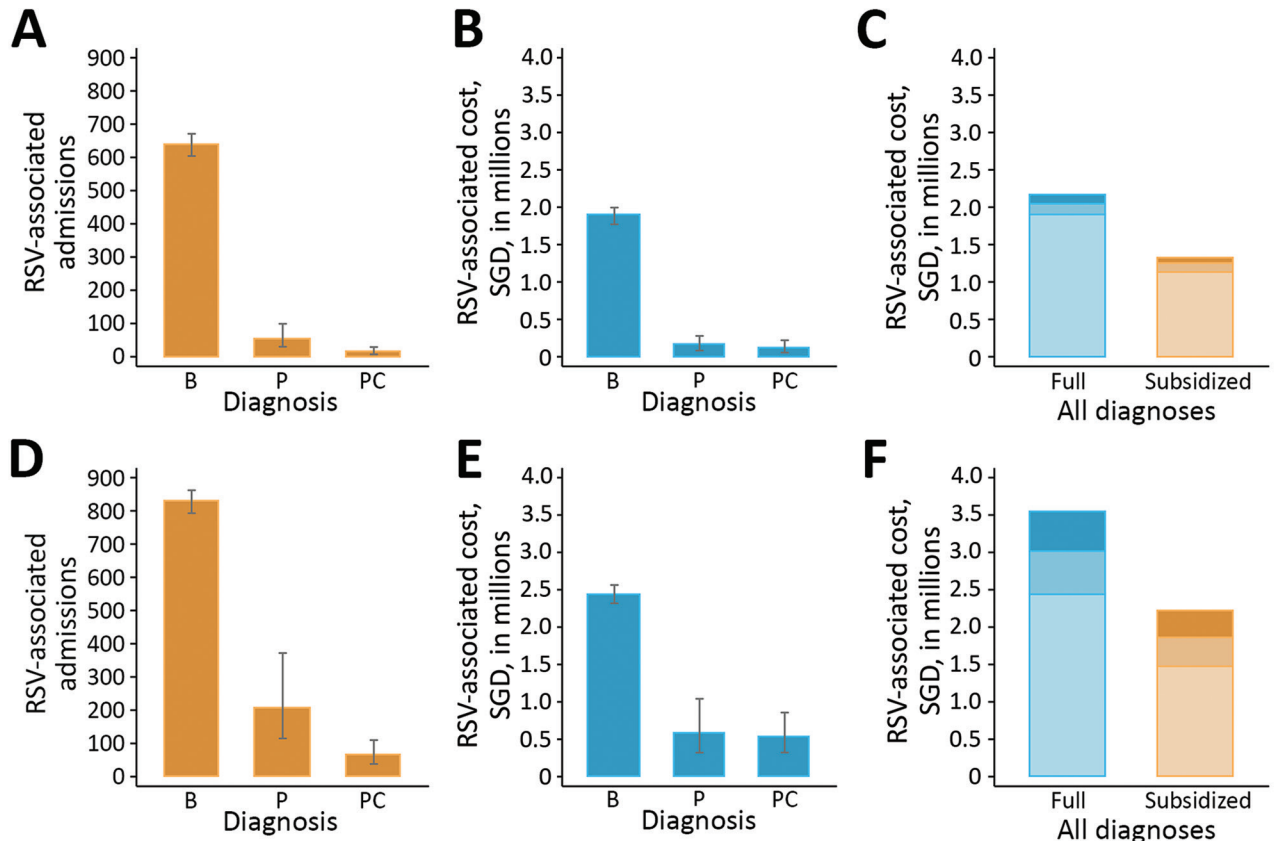 A
RSV-associated
admissions
900
800
700
600
500
400
300
200
100
0
B
P
PC
Diagnosis
B
RSV-associated cost,
SGD, in millions
4.0
3.5
3.0
2.5
2.0
1.5
1.0
0.5
0
B
P
PC
Diagnosis
C
RSV-associated cost,
SGD, in millions
4.0
3.5
3.0
2.5
2.0
1.5
1.0
0.5
0
Full
Subsidized
All diagnoses
D
RSV-associated
admissions
900
800
700
600
500
400
300
200
100
0
B
P
PC
Diagnosis
E
RSV-associated cost,
SGD, in millions
4.0
3.5
3.0
2.5
2.0
1.5
1.0
0.5
0
B
P
PC
Diagnosis
F
RSV-associated cost,
SGD, in millions
4.0
3.5
3.0
2.5
2.0
1.5
1.0
0.5
0
Full
Subsidized
All diagnoses